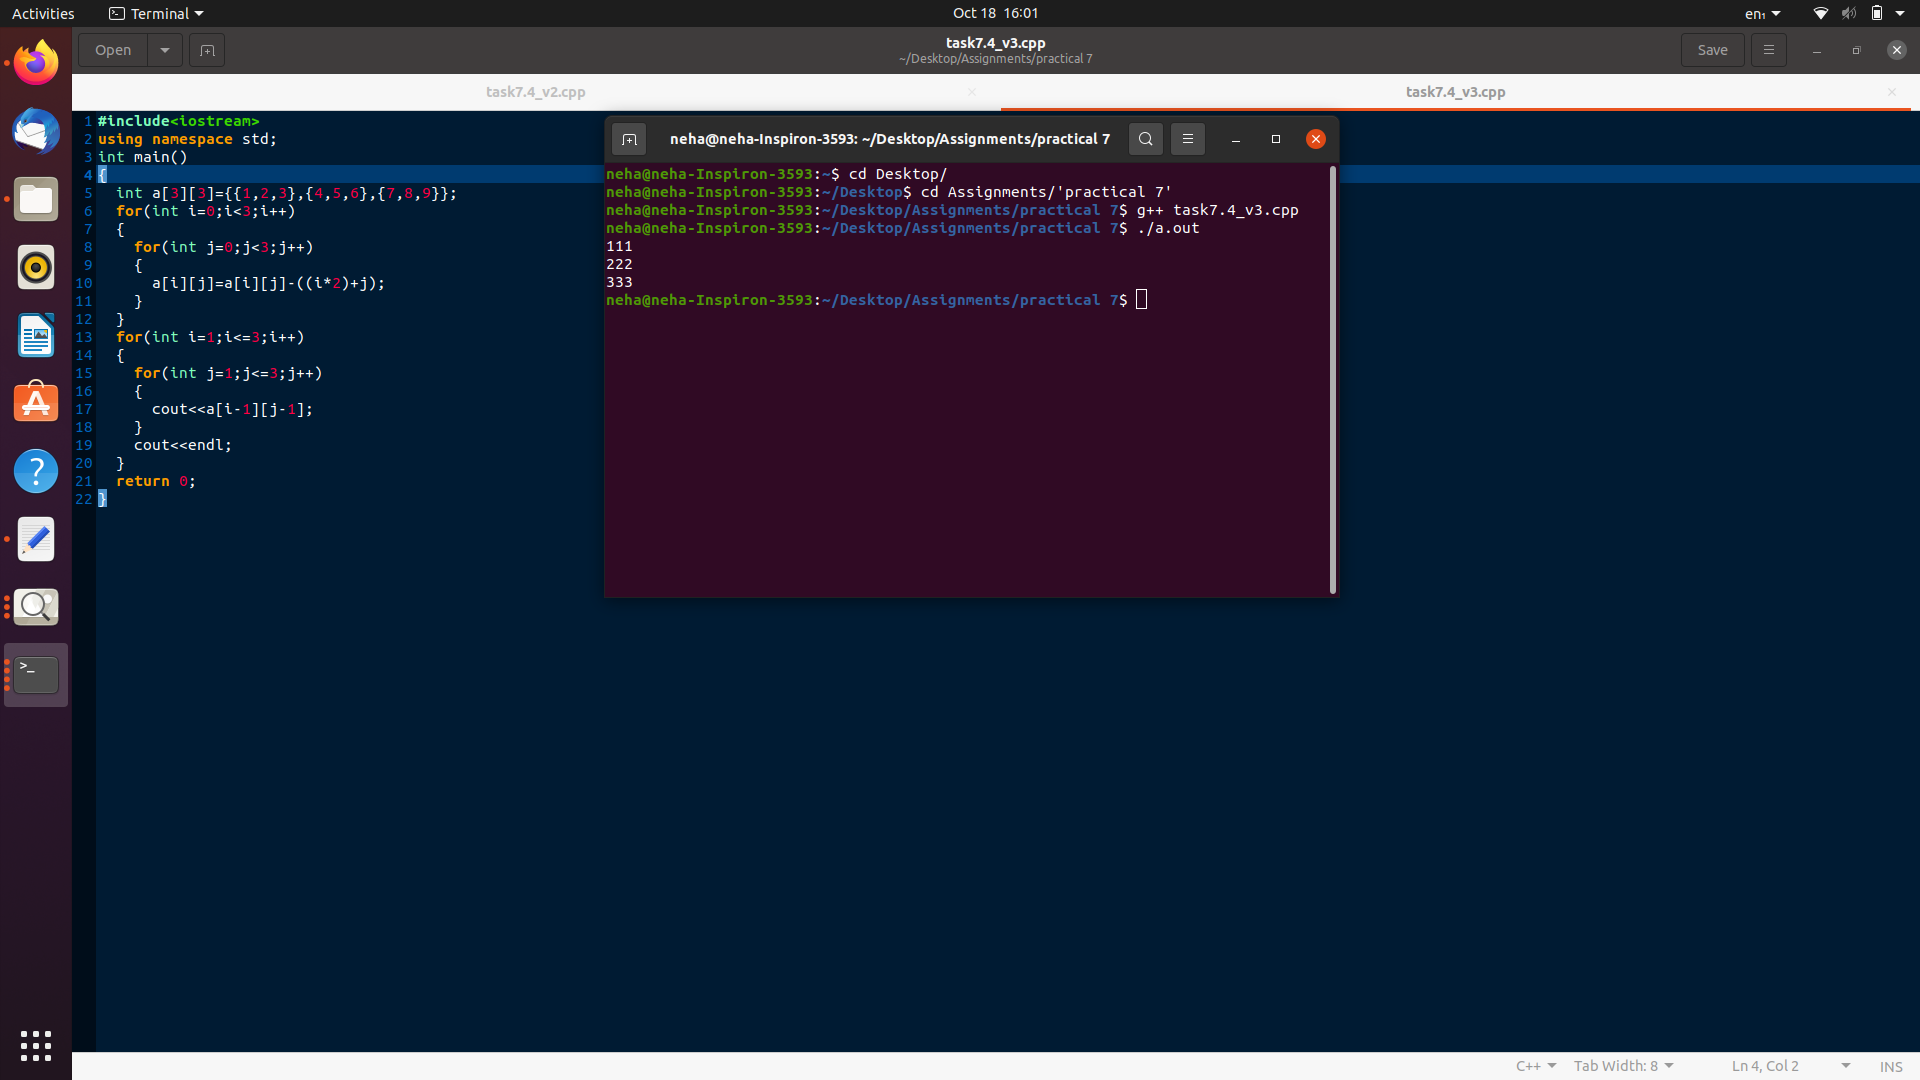 Activities
Terminal
Oct 18 16:01
en₁
Open
task7.4_v3.cpp
~/Desktop/Assignments/practical 7
Save
task7.4_v2.cpp
task7.4_v3.cpp
1 #include<iostream>
2 using namespace std;
3 int main()
4 {
5   int a[3][3]={{1,2,3},{4,5,6},{7,8,9}};
6   for(int i=0;i<3;i++)
7   {
8     for(int j=0;j<3;j++)
9     {
10       a[i][j]=a[i][j]-((i*2)+j);
11     }
12   }
13   for(int i=1;i<=3;i++)
14   {
15     for(int j=1;j<=3;j++)
16     {
17       cout<<a[i-1][j-1];
18     }
19     cout<<endl;
20   }
21   return 0;
22 }
neha@neha-Inspiron-3593: ~/Desktop/Assignments/practical 7
neha@neha-Inspiron-3593:~$ cd Desktop/
neha@neha-Inspiron-3593:~/Desktop$ cd Assignments/'practical 7'
neha@neha-Inspiron-3593:~/Desktop/Assignments/practical 7$ g++ task7.4_v3.cpp
neha@neha-Inspiron-3593:~/Desktop/Assignments/practical 7$ ./a.out
111
222
333
neha@neha-Inspiron-3593:~/Desktop/Assignments/practical 7$
>_
C++
Tab Width: 8
Ln 4, Col 2
INS